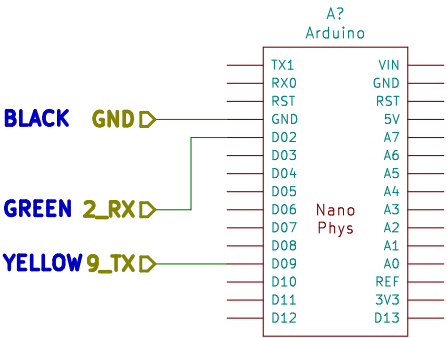 A?
Arduino
TX1 VIN
RX0 GND
RST RST
BLACK GND GND 5V
D02 A7
D03 A6
D04 A5
D05 A4
GREEN 2_RX D06 A3
Nano
D07 A2
Phys
D08 A1
YELLOW 9_TX D09 A0
D10 REF
D11 3V3
D12 D13